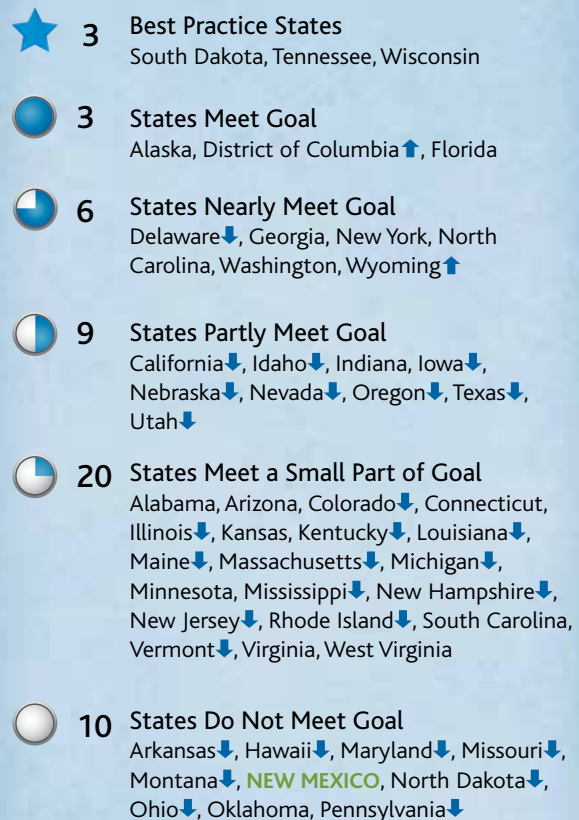 3 Best Practice States
South Dakota, Tennessee, Wisconsin
3 States Meet Goal
Alaska, District of Columbia⬆, Florida
6 States Nearly Meet Goal
Delaware⬇, Georgia, New York, North
Carolina, Washington, Wyoming⬆
9 States Partly Meet Goal
California⬇, Idaho⬇, Indiana, Iowa⬇,
Nebraska⬇, Nevada⬇, Oregon⬇, Texas⬇,
Utah⬇
20 States Meet a Small Part of Goal
Alabama, Arizona, Colorado⬇, Connecticut,
Illinois⬇, Kansas, Kentucky⬇, Louisiana⬇,
Maine⬇, Massachusetts⬇, Michigan⬇,
Minnesota, Mississippi⬇, New Hampshire⬇,
New Jersey⬇, Rhode Island⬇, South Carolina,
Vermont⬇, Virginia, West Virginia
10 States Do Not Meet Goal
Arkansas⬇, Hawaii⬇, Maryland⬇, Missouri⬇,
Montana⬇, NEW MEXICO, North Dakota⬇,
Ohio⬇, Oklahoma, Pennsylvania⬇